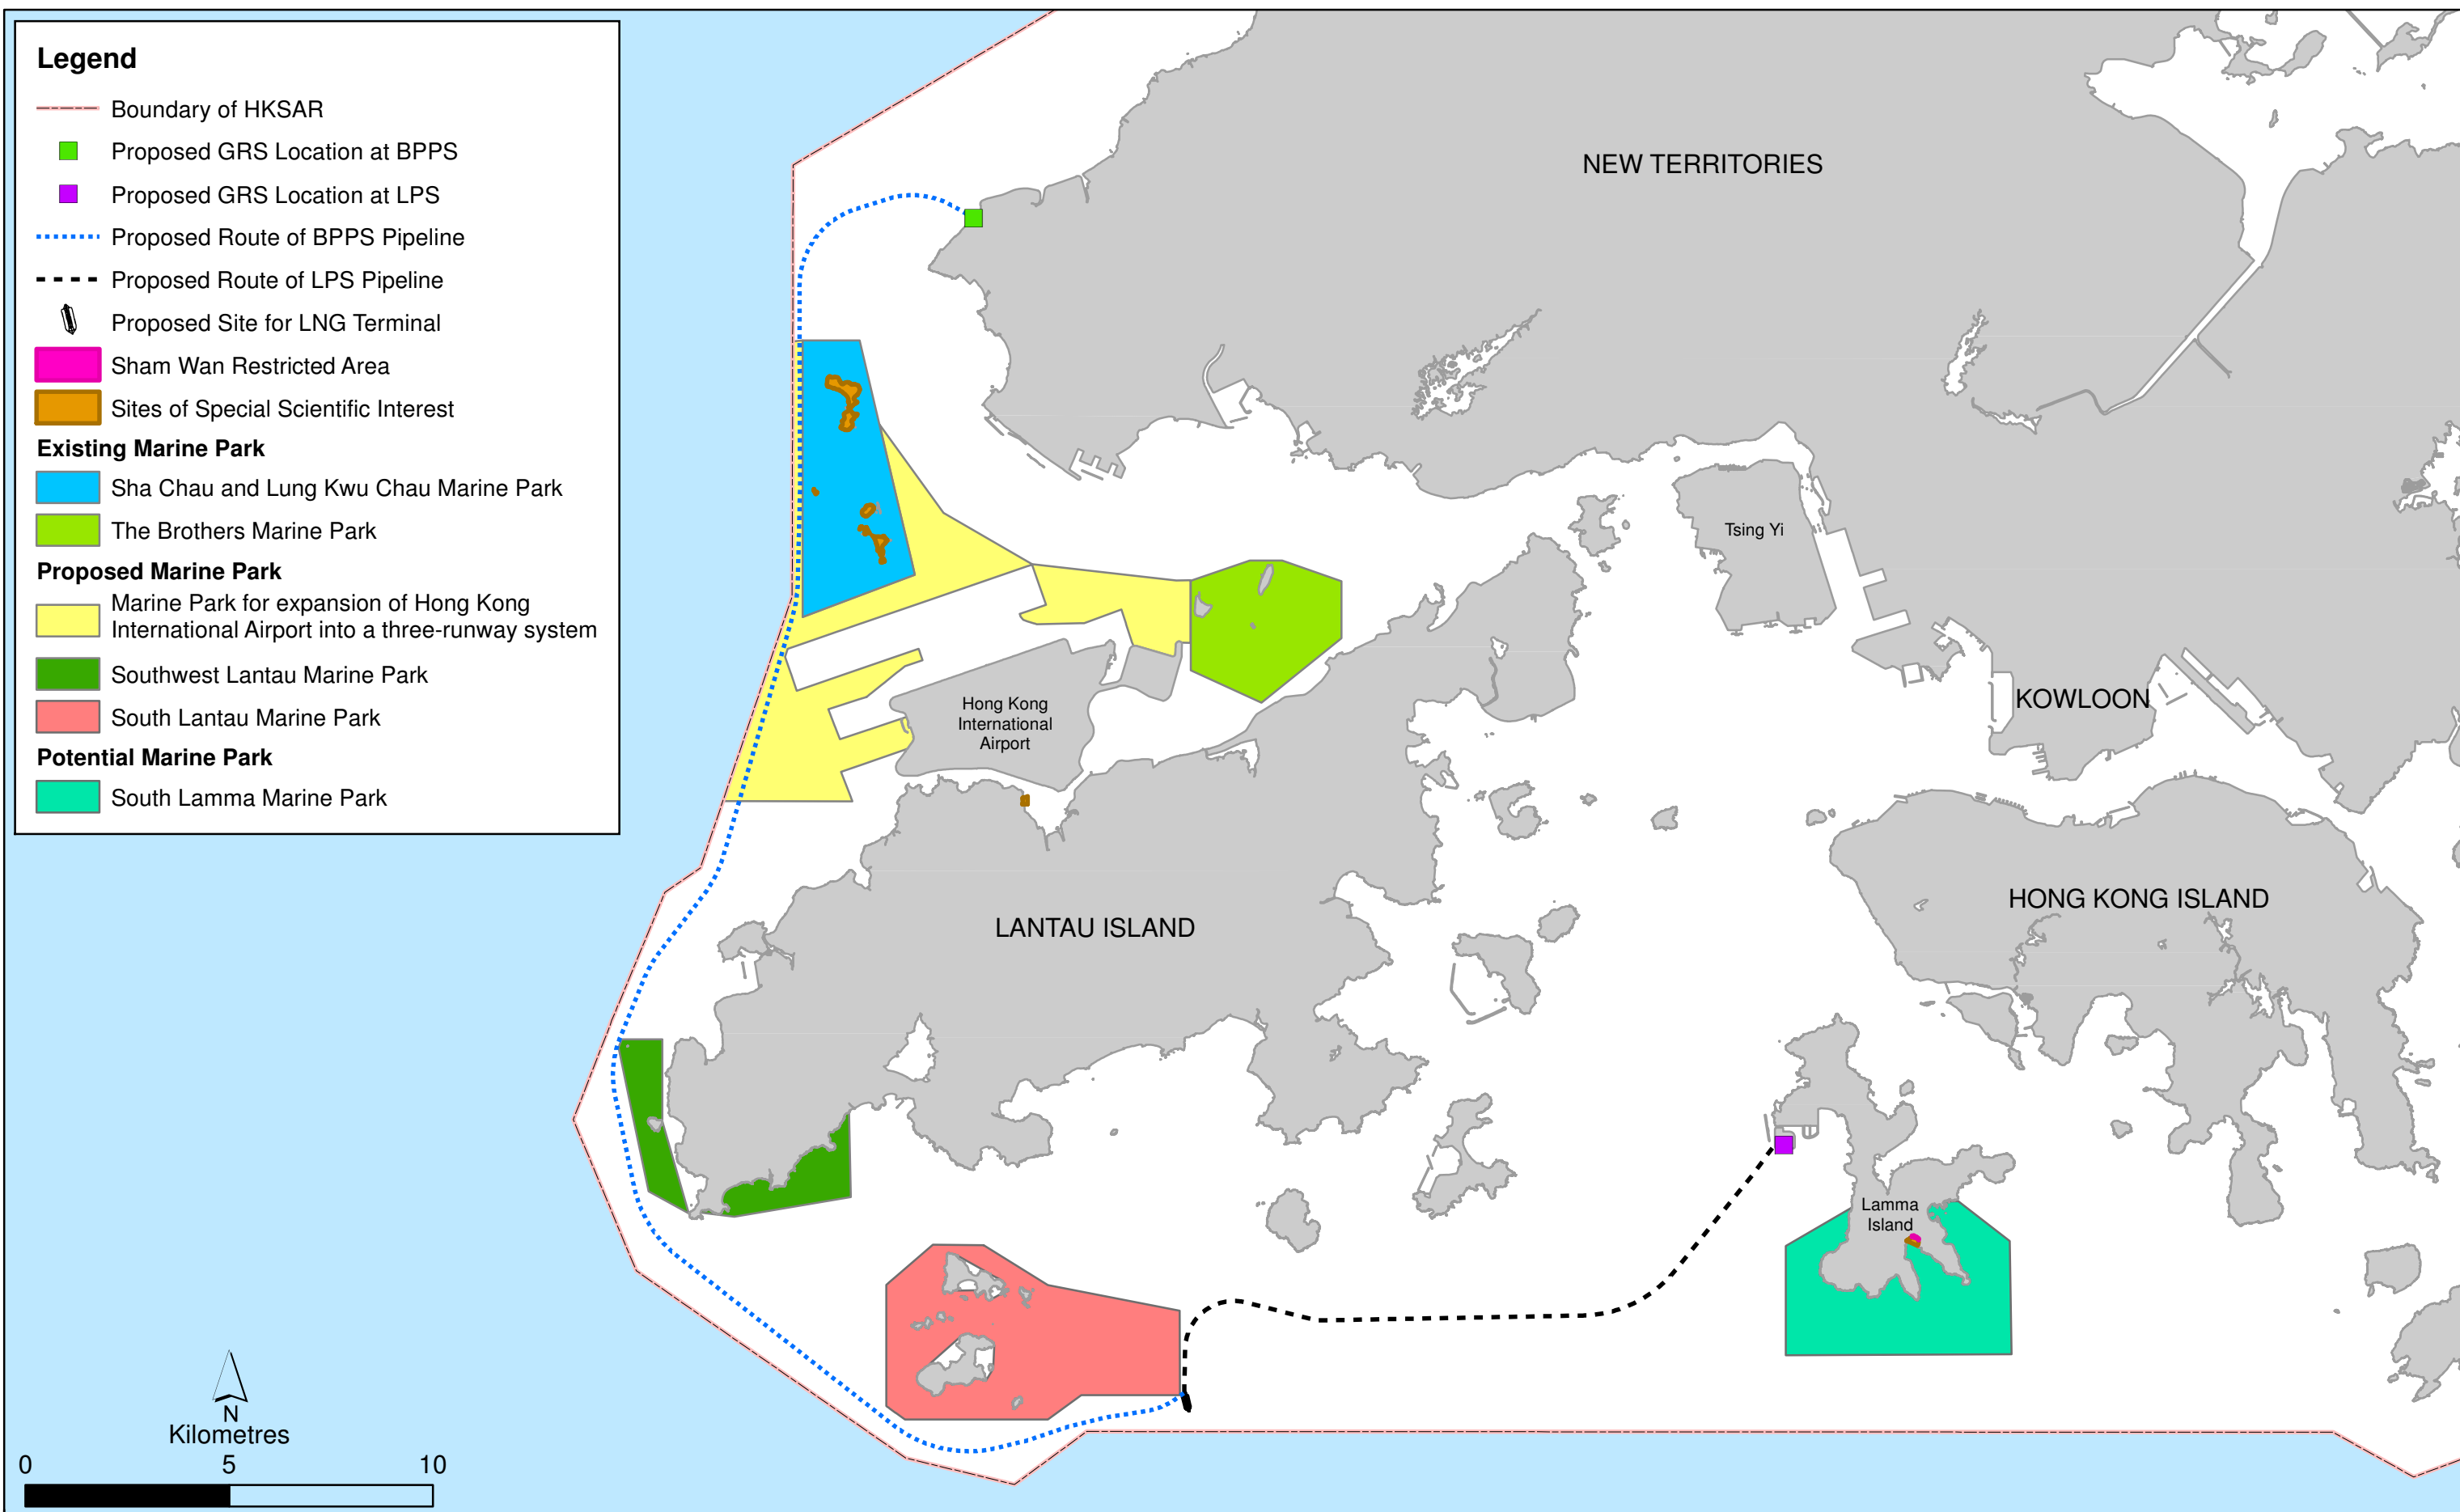 Legend
Boundary of HKSAR
Proposed GRS Location at BPPS
Proposed GRS Location at LPS
Proposed Route of BPPS Pipeline
Proposed Route of LPS Pipeline
Proposed Site for LNG Terminal
Sham Wan Restricted Area
Sites of Special Scientific Interest
Existing Marine Park
Sha Chau and Lung Kwu Chau Marine Park
The Brothers Marine Park
Proposed Marine Park
Marine Park for expansion of Hong Kong
International Airport into a three-runway system
Southwest Lantau Marine Park
South Lantau Marine Park
Potential Marine Park
South Lamma Marine Park
NEW TERRITORIES
Tsing Yi
KOWLOON
Hong Kong
International
Airport
HONG KONG ISLAND
LANTAU ISLAND
Lamma
Island
N
Kilometres
0 5 10